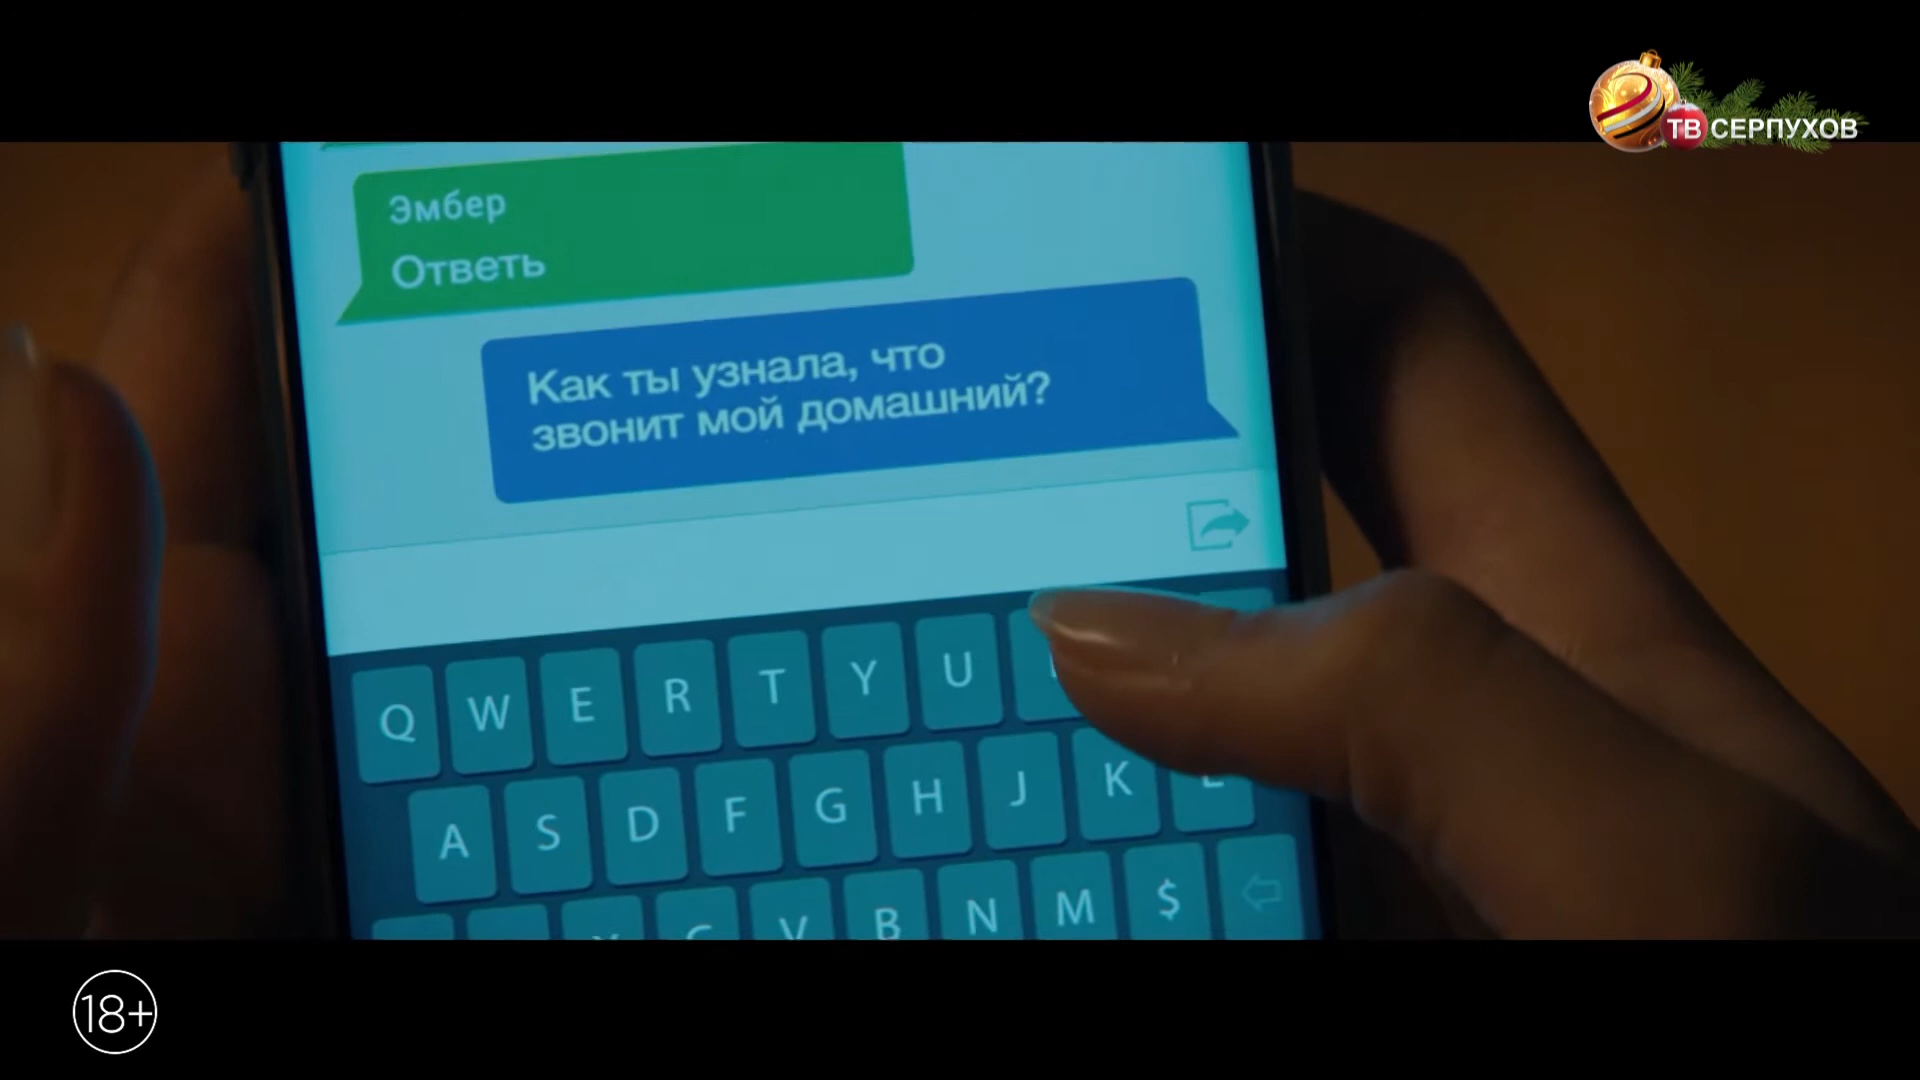 ТВ СЕРПУХОВ
Эмбер
Ответь
Как ты узнала, что
звонит мой домашний?
Q W E R T Y U
A S D F G H J K L
V B N M $
18+